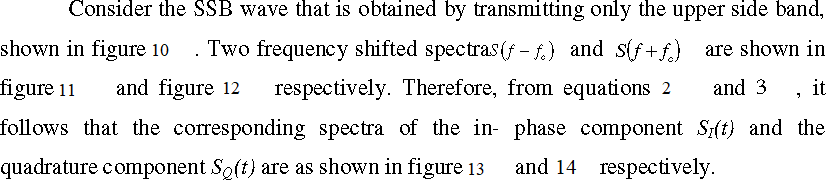 Consider the SSB wave that is obtained by transmitting only the upper side band,
shown in figure 10 . Two frequency shifted spectraS(f − f꜀) and S(f + f꜀) are shown in
figure 11 and figure 12 respectively. Therefore, from equations 2 and 3 , it
follows that the corresponding spectra of the in- phase component S_I(t) and the
quadrature component S_Q(t) are as shown in figure 13 and 14 respectively.